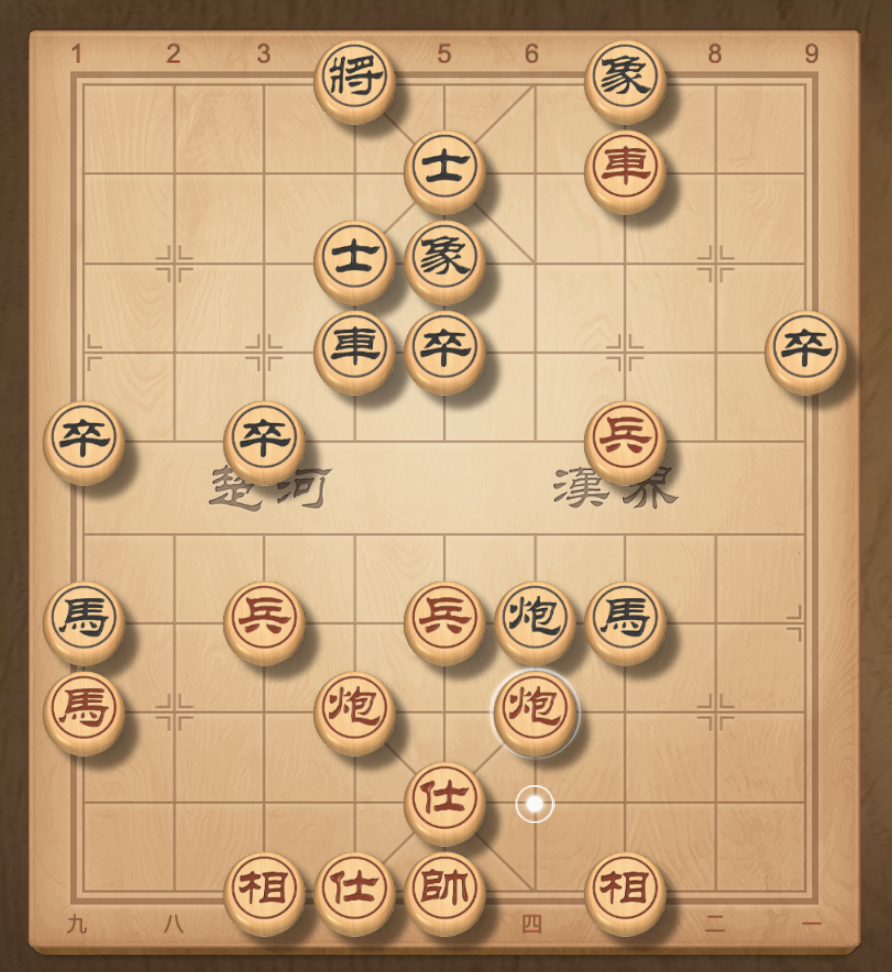 1 2 3 5 6 8 9
將 象
士 車
士 象
車 卒 卒
卒 卒 兵
楚河 漢界
馬 兵 兵 炮 馬
馬 炮 炮
仕
相 仕 帥 相
九 八 四 二 一